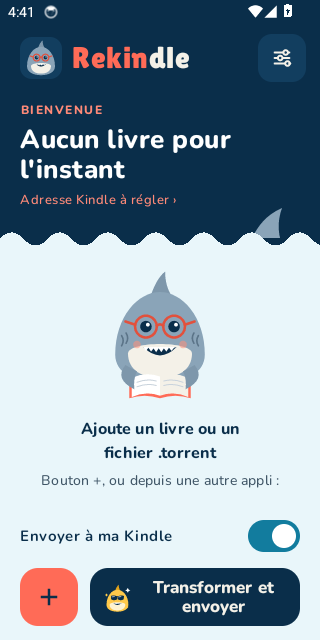 4:41
Rekindle
BIENVENUE
Aucun livre pour
l'instant
Adresse Kindle à régler ›
Ajoute un livre ou un
fichier .torrent
Bouton +, ou depuis une autre appli :
Envoyer à ma Kindle
+
Transformer et
envoyer